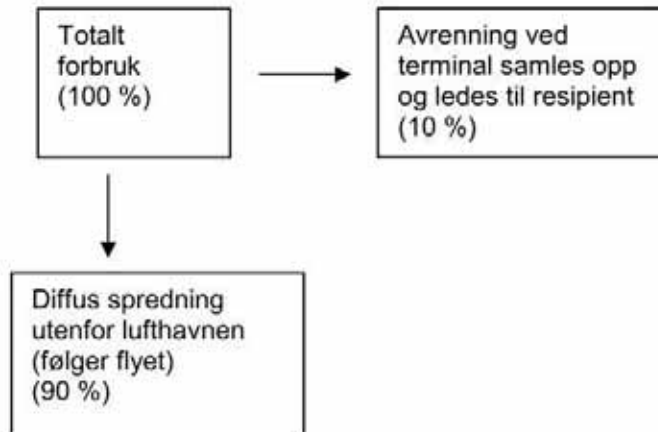 Totalt
forbruk
(100 %)
Avrenning ved
terminal samles opp
og ledes til resipient
(10 %)
Diffus spredning
utenfor lufthavnen
(følger flyet)
(90 %)